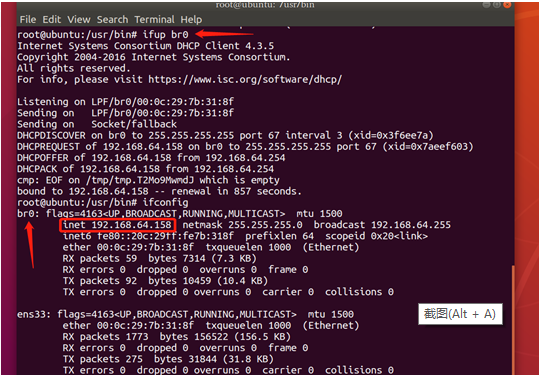 root@ubuntu: /usr/bin
File Edit View Search Terminal Help
root@ubuntu:/usr/bin# ifup br0
Internet Systems Consortium DHCP Client 4.3.5
Copyright 2004-2016 Internet Systems Consortium.
All rights reserved.
For info, please visit https://www.isc.org/software/dhcp/
Listening on LPF/br0/00:0c:29:7b:31:8f
Sending on   LPF/br0/00:0c:29:7b:31:8f
Sending on   Socket/fallback
DHCPDISCOVER on br0 to 255.255.255.255 port 67 interval 3 (xid=0x3f6ee7a)
DHCPREQUEST of 192.168.64.158 on br0 to 255.255.255.255 port 67 (xid=0x7aeef603)
DHCPOFFER of 192.168.64.158 from 192.168.64.254
DHCPACK of 192.168.64.158 from 192.168.64.254
cmp: EOF on /tmp/tmp.T2Mo9MwmdJ which is empty
bound to 192.168.64.158 -- renewal in 857 seconds.
root@ubuntu:/usr/bin# ifconfig
br0: flags=4163<UP,BROADCAST,RUNNING,MULTICAST>  mtu 1500
inet 192.168.64.158  netmask 255.255.255.0  broadcast 192.168.64.255
inet6 fe80::20c:29ff:fe7b:318f  prefixlen 64  scopeid 0x20<link>
ether 00:0c:29:7b:31:8f  txqueuelen 1000  (Ethernet)
RX packets 59  bytes 7314 (7.3 KB)
RX errors 0  dropped 0  overruns 0  frame 0
TX packets 92  bytes 10459 (10.4 KB)
TX errors 0  dropped 0 overruns 0  carrier 0  collisions 0
ens33: flags=4163<UP,BROADCAST,RUNNING,MULTICAST>  mtu 1500
ether 00:0c:29:7b:31:8f  txqueuelen 1000  (Ethernet)
RX packets 1773  bytes 156522 (156.5 KB)
RX errors 0  dropped 0  overruns 0  frame 0
TX packets 275  bytes 31844 (31.8 KB)
TX errors 0  dropped 0 overruns 0  carrier 0  collisions 0
截图(Alt + A)